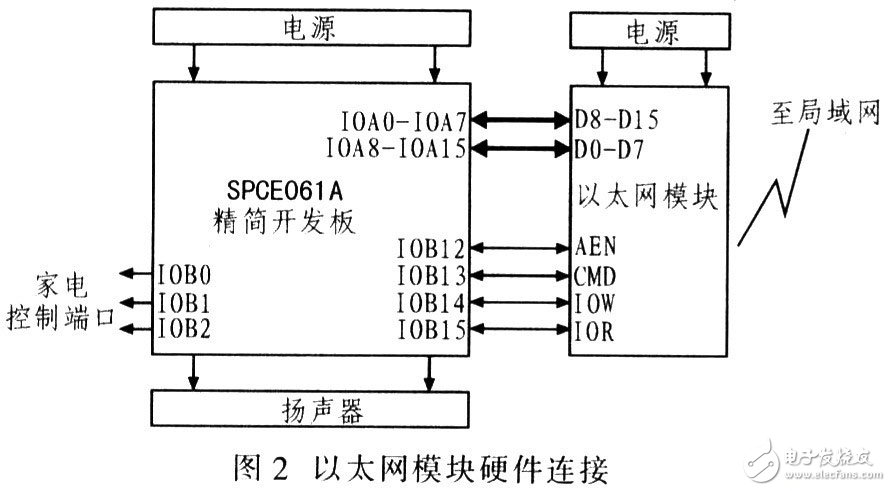 电源
电源
IOA0-IOA7
D8-D15
至局域网
IOA8-IOA15
D0-D7
SPCE061A
精简开发板
以太网模块
IOB12
AEN
家电
控制端口
IOB0
IOB13
CMD
IOB1
IOB14
IOW
IOB2
IOB15
IOR
扬声器
图2 以太网模块硬件连接
电子发烧友
www.elecfans.com